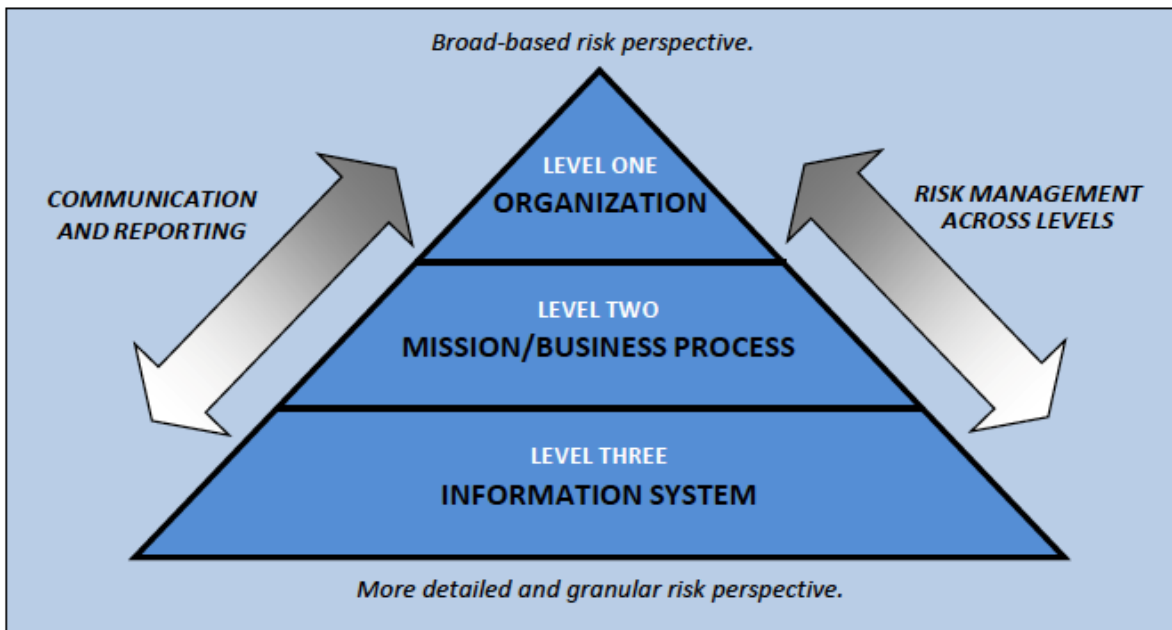 Broad-based risk perspective.
LEVEL ONE
ORGANIZATION
COMMUNICATION
AND REPORTING
RISK MANAGEMENT
ACROSS LEVELS
LEVEL TWO
MISSION/BUSINESS PROCESS
LEVEL THREE
INFORMATION SYSTEM
More detailed and granular risk perspective.